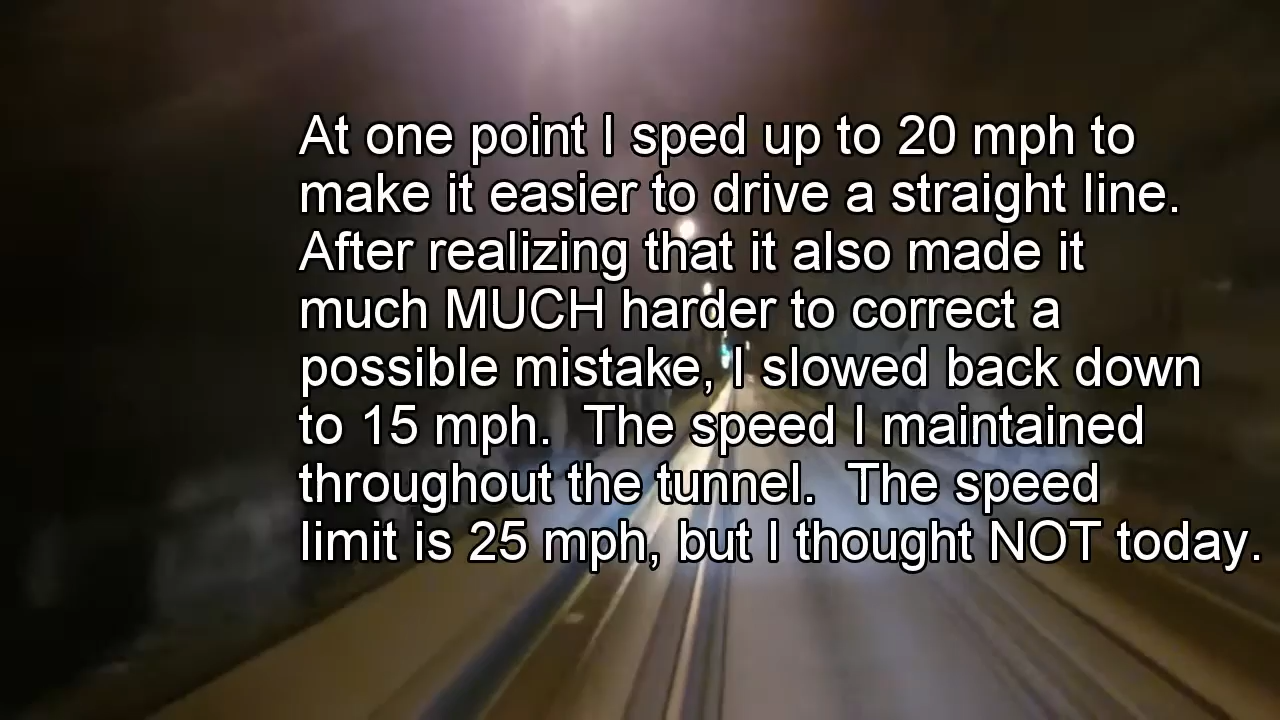 At one point I sped up to 20 mph to
make it easier to drive a straight line.
After realizing that it also made it
much MUCH harder to correct a
possible mistake, I slowed back down
to 15 mph.  The speed I maintained
throughout the tunnel.  The speed
limit is 25 mph, but I thought NOT today.